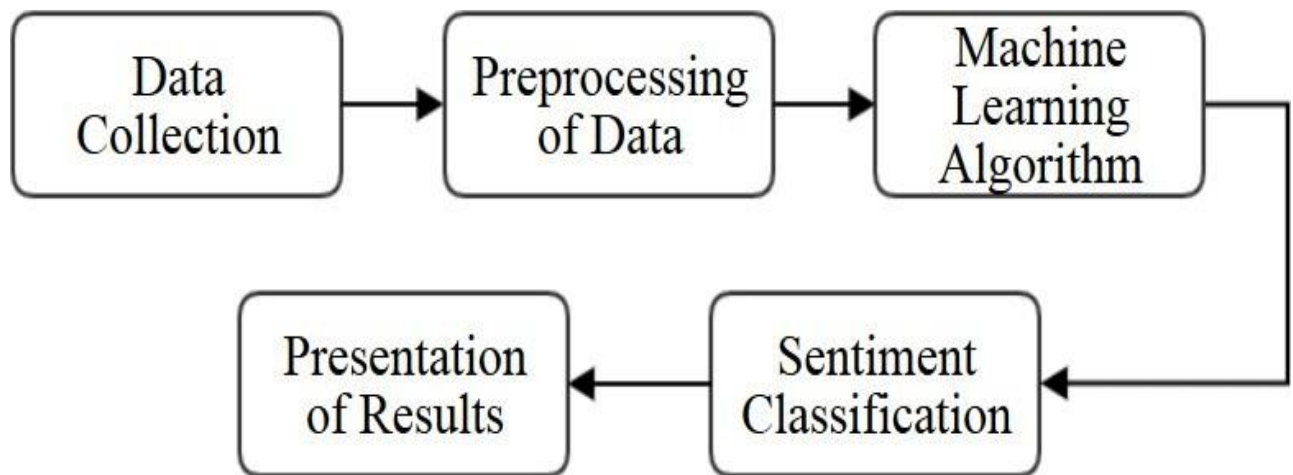 Data
Collection
Preprocessing
of Data
Machine
Learning
Algorithm
Sentiment
Classification
Presentation
of Results